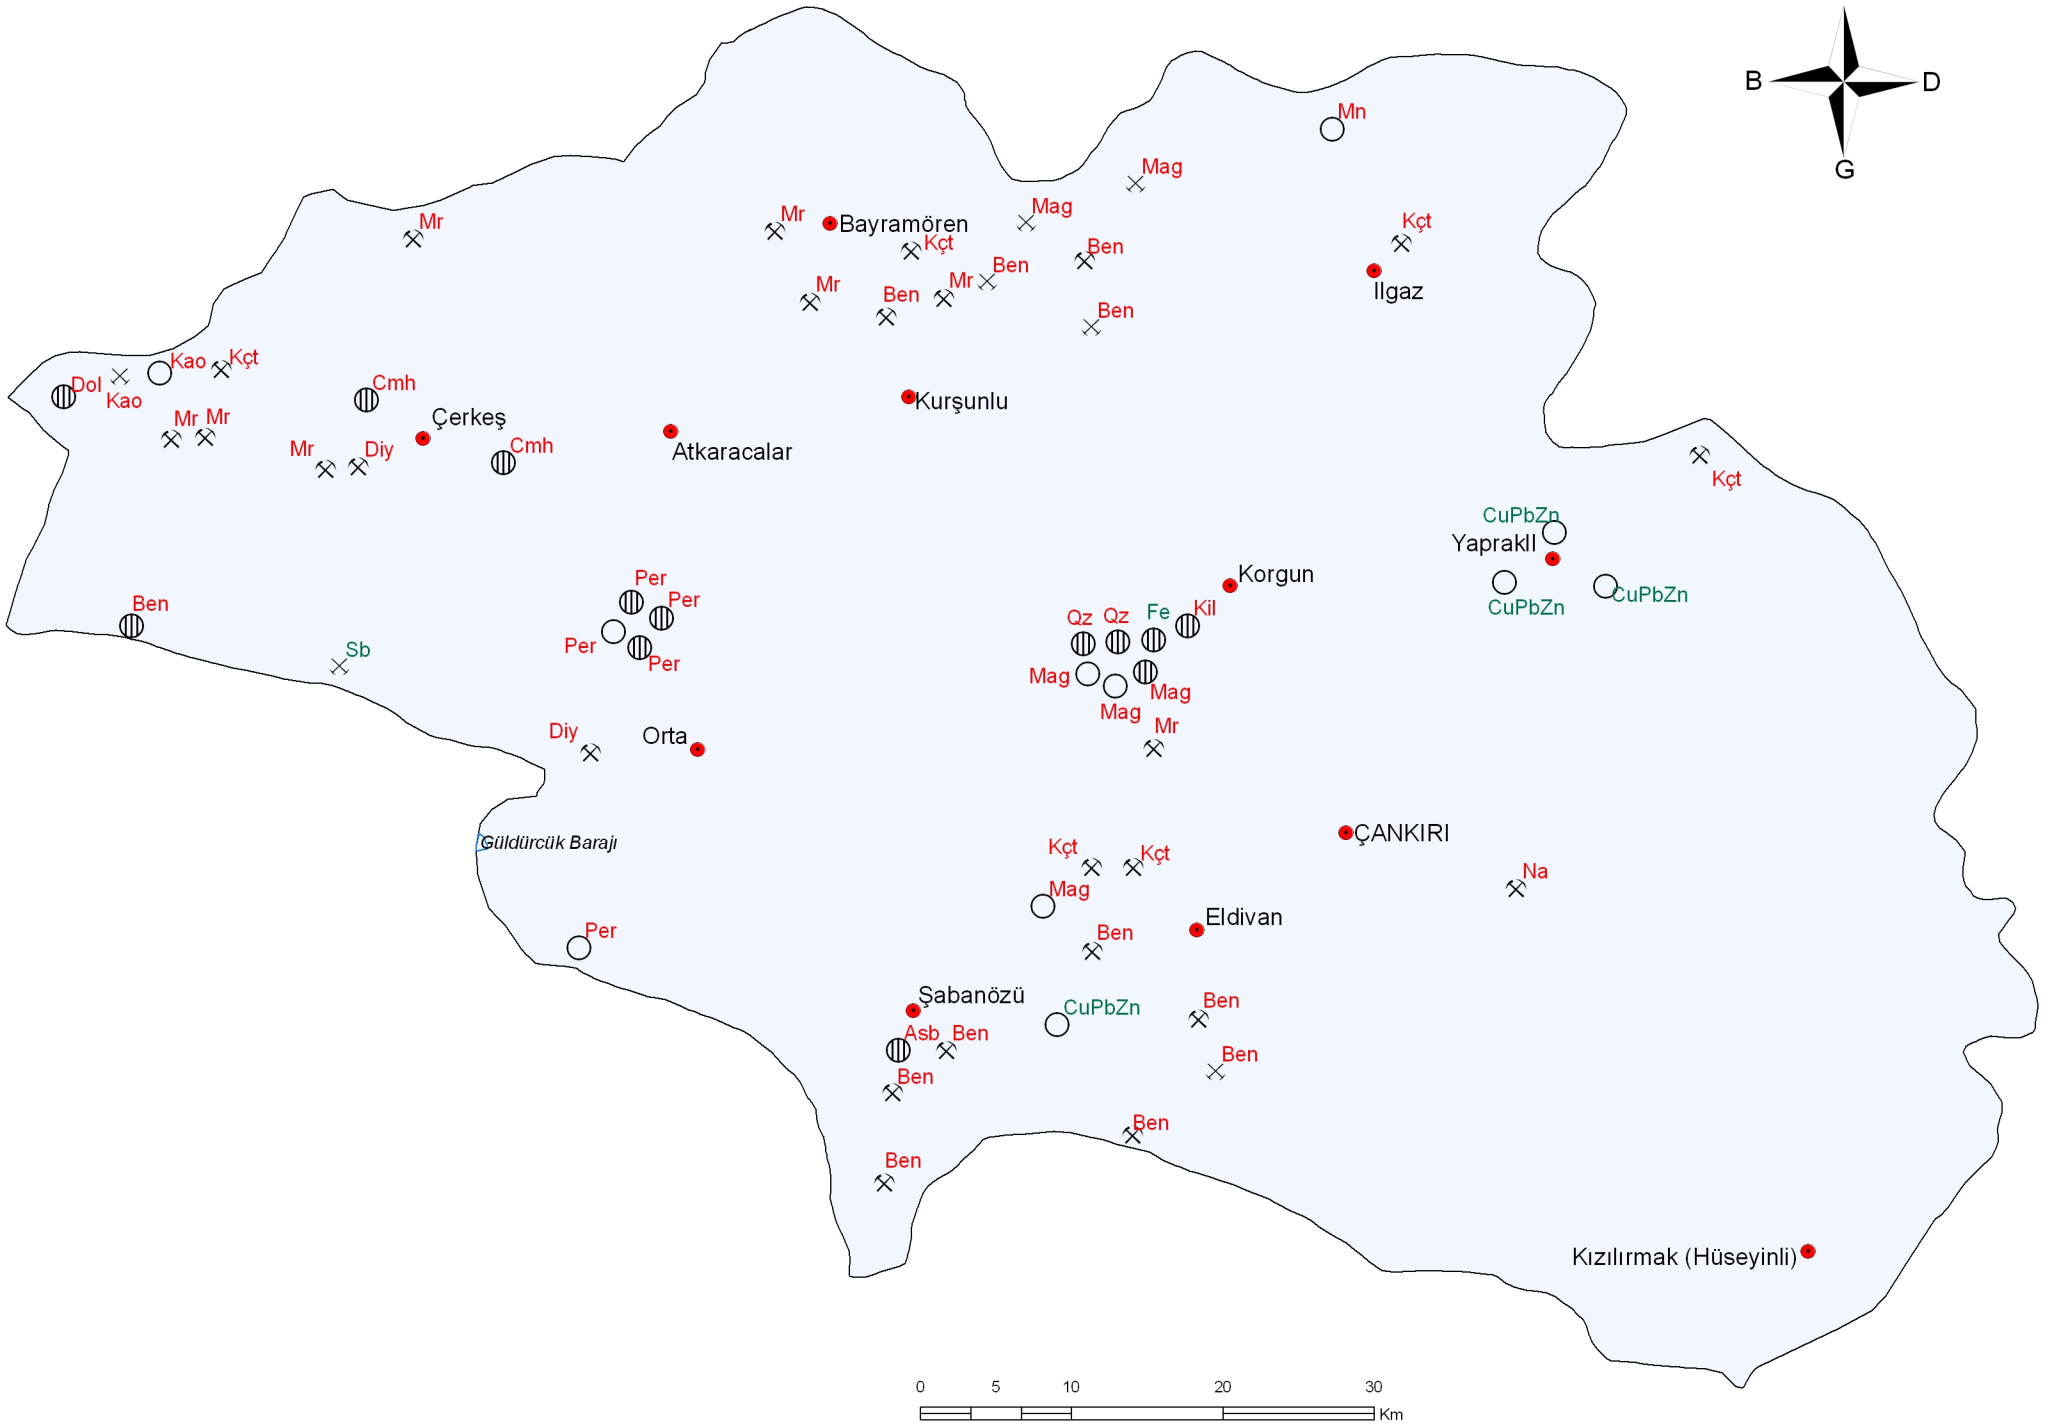 B
D
G
Mn
Mag
Mag
Mr
Mr
Bayramören
Kçt
Kçt
Ben
Ben
Mr
Mr
Ben
Ben
Ilgaz
Kao
Kçt
Dol
Kao
Cmh
Mr
Mr
Çerkeş
Kurşunlu
Mr
Diy
Cmh
Atkaracalar
Kçt
CuPbZn
YaprakII
CuPbZn
CuPbZn
Korgun
Per
Per
Per
Per
Ben
Sb
Qz
Qz
Fe
Kil
Mag
Mag
Mag
Mr
Diy
Orta
ÇANKIRI
Güldürcük Barajı
Kçt
Kçt
Mag
Na
Eldivan
Per
Ben
Şabanözü
CuPbZn
Ben
Asb
Ben
Ben
Ben
Ben
Ben
Kızılırmak (Hüseyinli)
0 5 10 20 30
Km